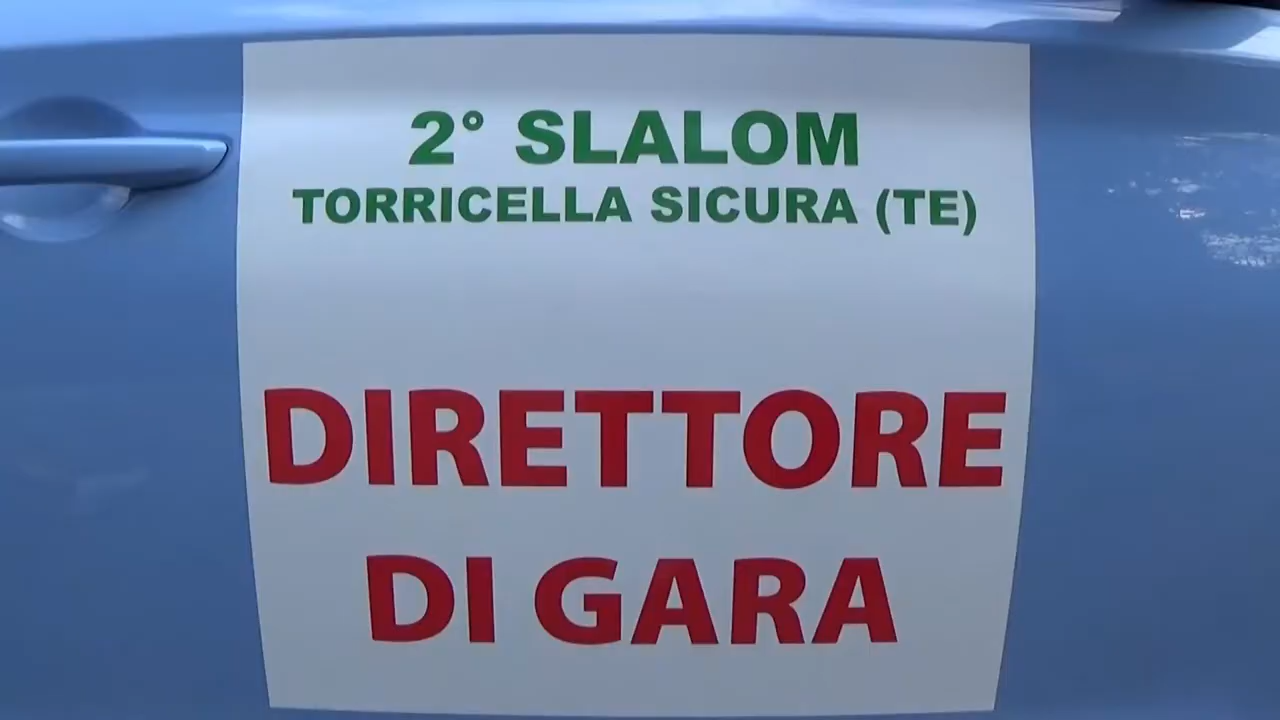 2° SLALOM
TORRICELLA SICURA (TE)
DIRETTORE
DI GARA